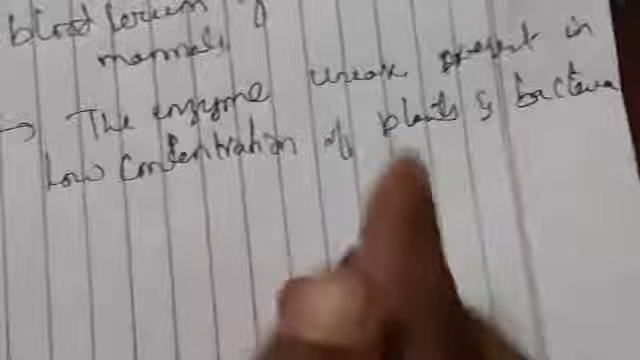 blood serum of
mammals
→ The enzyme urease present in
low concentration of plants & bacteria